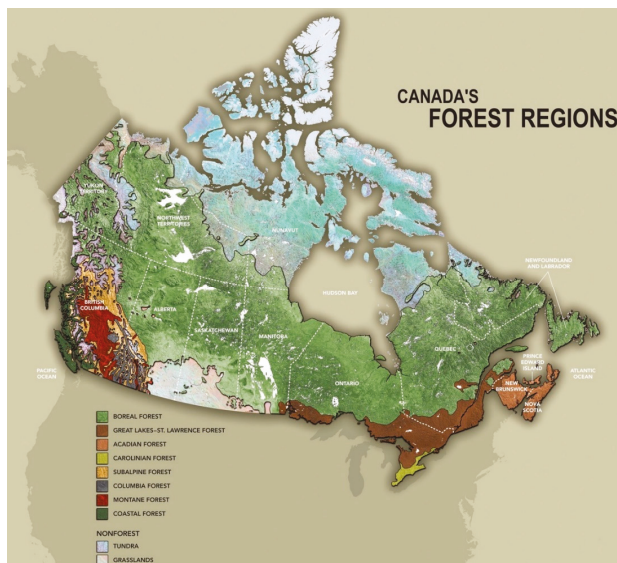 CANADA'S
FOREST REGIONS
YUKON
TERRITORY
NORTHWEST
TERRITORIES
NUNAVUT
NEWFOUNDLAND
AND LABRADOR
HUDSON BAY
BRITISH
COLUMBIA
ALBERTA
SASKATCHEWAN
MANITOBA
ONTARIO
QUEBEC
PRINCE
EDWARD
ISLAND
PACIFIC
OCEAN
ATLANTIC
OCEAN
NEW
BRUNSWICK
NOVA
SCOTIA
BOREAL FOREST
GREAT LAKES–ST. LAWRENCE FOREST
ACADIAN FOREST
CAROLINIAN FOREST
SUBALPINE FOREST
COLUMBIA FOREST
MONTANE FOREST
COASTAL FOREST
NONFOREST
TUNDRA
GRASSLANDS